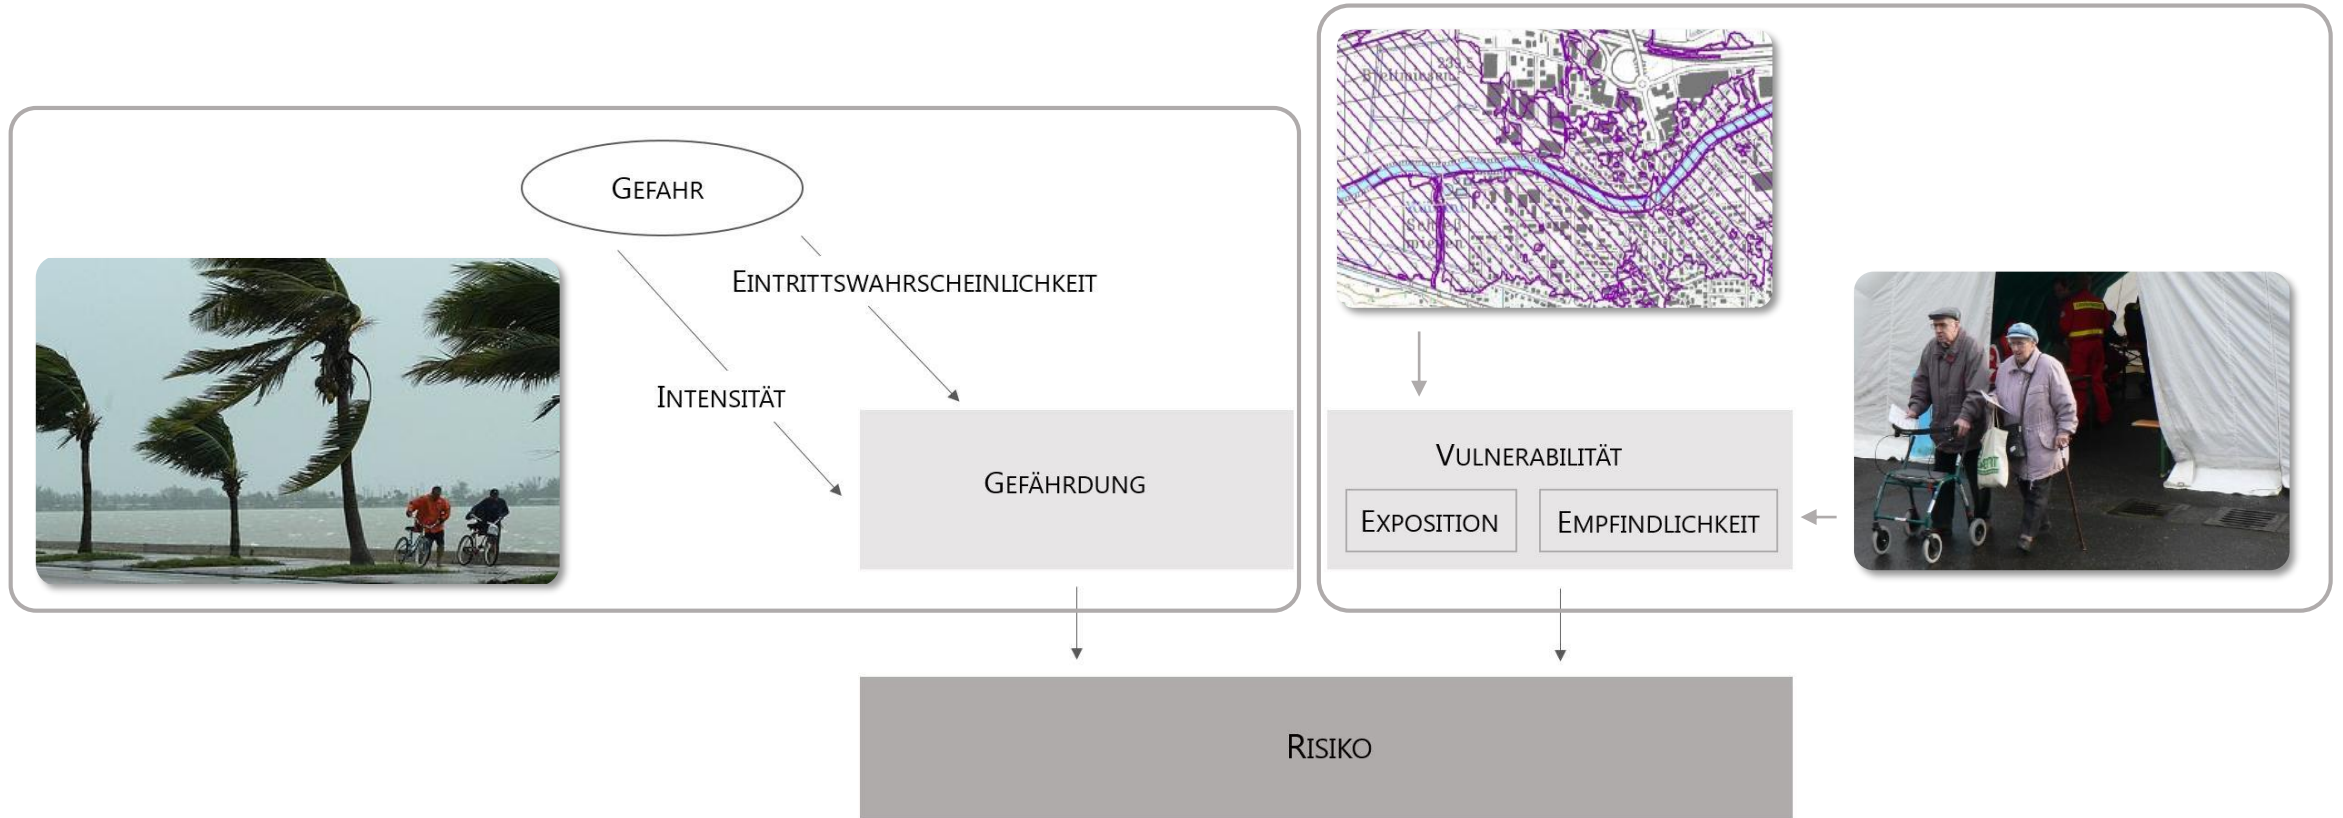 GEFAHR
EINTRITTSWAHRSCHEINLICHKEIT
INTENSITÄT
GEFÄHRDUNG
VULNERABILITÄT
EXPOSITION
EMPFINDLICHKEIT
RISIKO